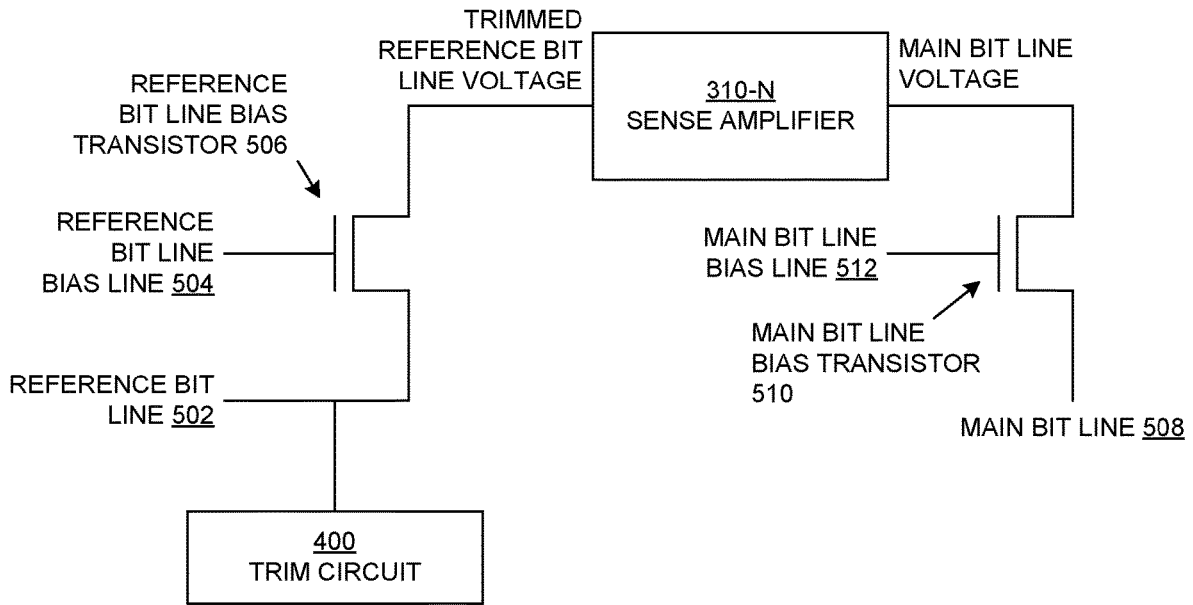 TRIMMED
REFERENCE BIT
LINE VOLTAGE
310-N
SENSE AMPLIFIER
MAIN BIT LINE
VOLTAGE
REFERENCE
BIT LINE BIAS
TRANSISTOR 506
REFERENCE
BIT LINE
BIAS LINE 504
MAIN BIT LINE
BIAS LINE 512
MAIN BIT LINE
BIAS TRANSISTOR
510
REFERENCE BIT
LINE 502
MAIN BIT LINE 508
400
TRIM CIRCUIT